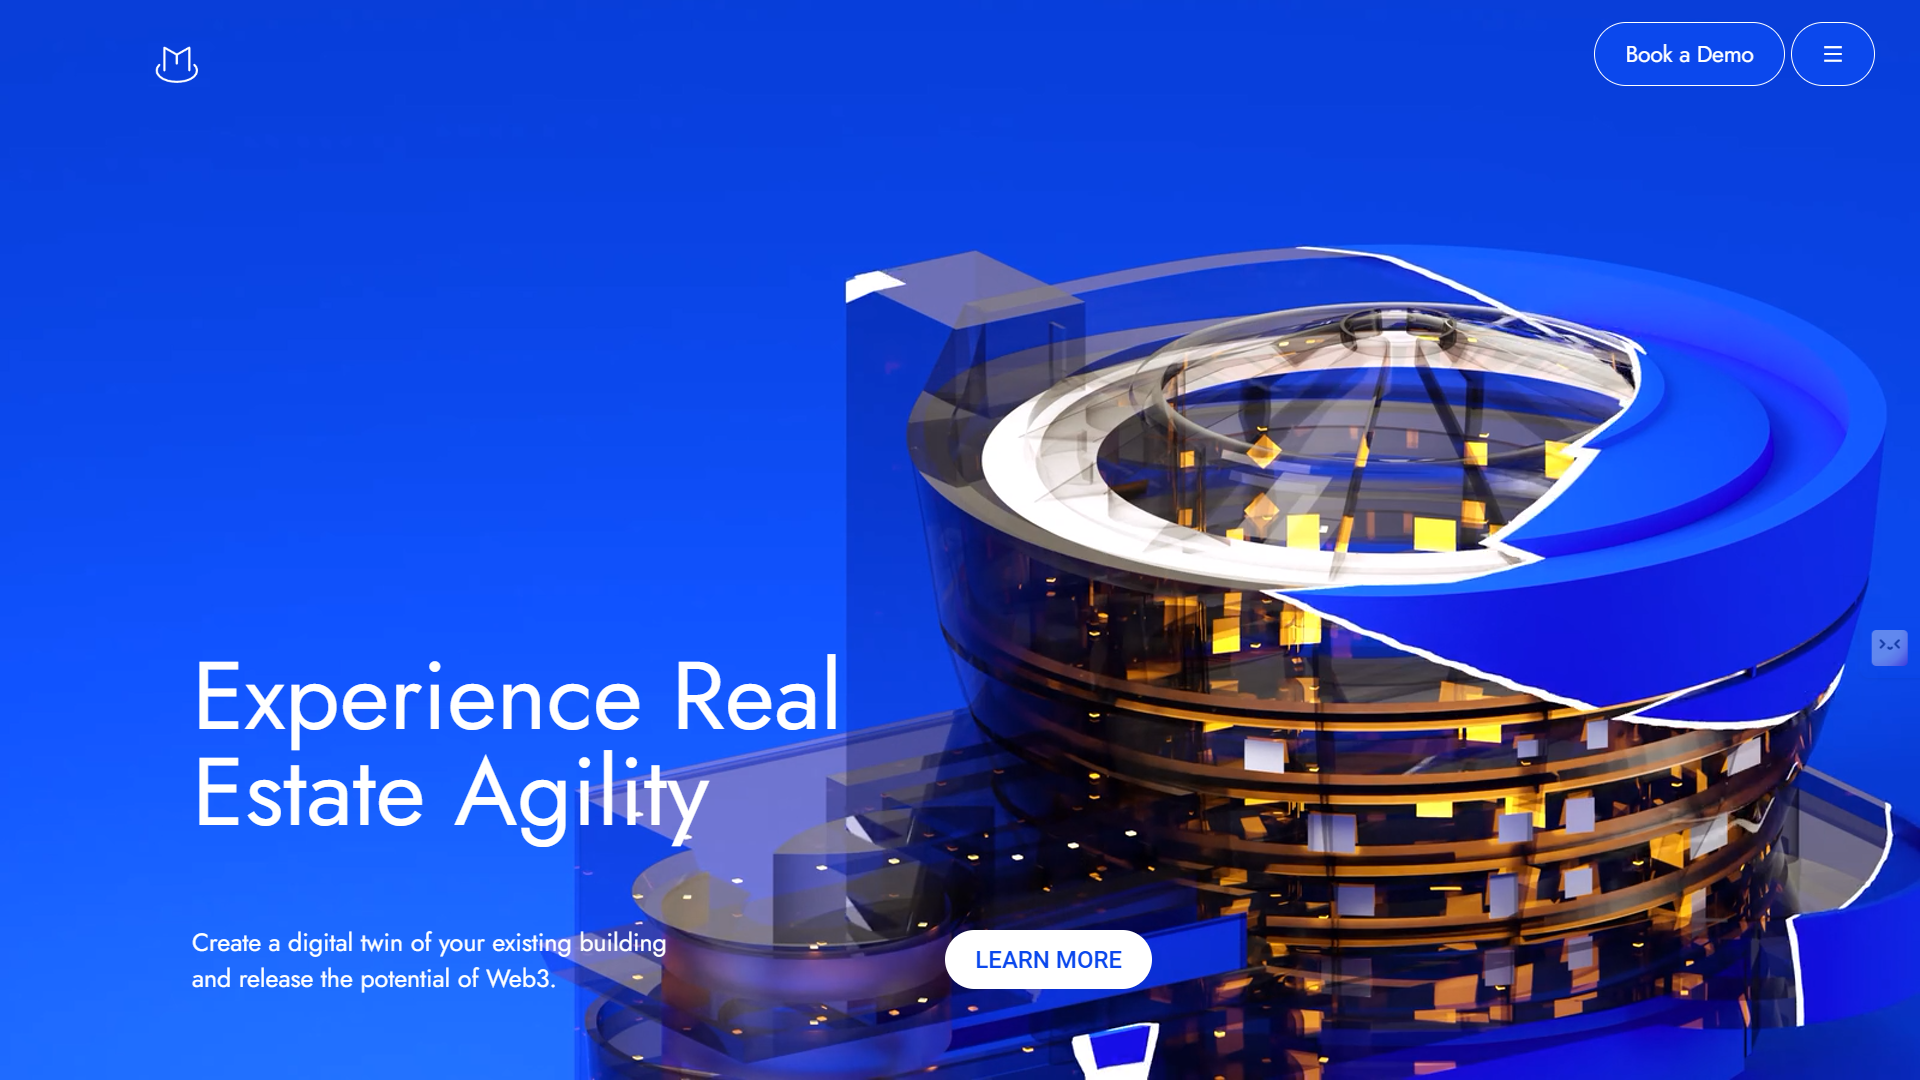 Book a Demo
Experience Real
Estate Agility
Create a digital twin of your existing building
and release the potential of Web3.
LEARN MORE